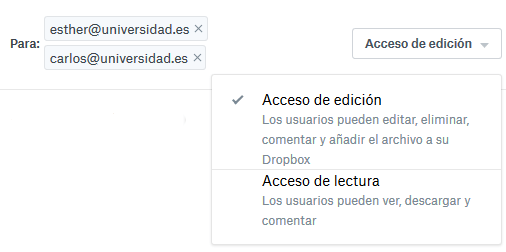 Para:
esther@universidad.es ×
carlos@universidad.es ×
Acceso de edición
Acceso de edición
Los usuarios pueden editar, eliminar,
comentar y añadir el archivo a su
Dropbox
Acceso de lectura
Los usuarios pueden ver, descargar y
comentar